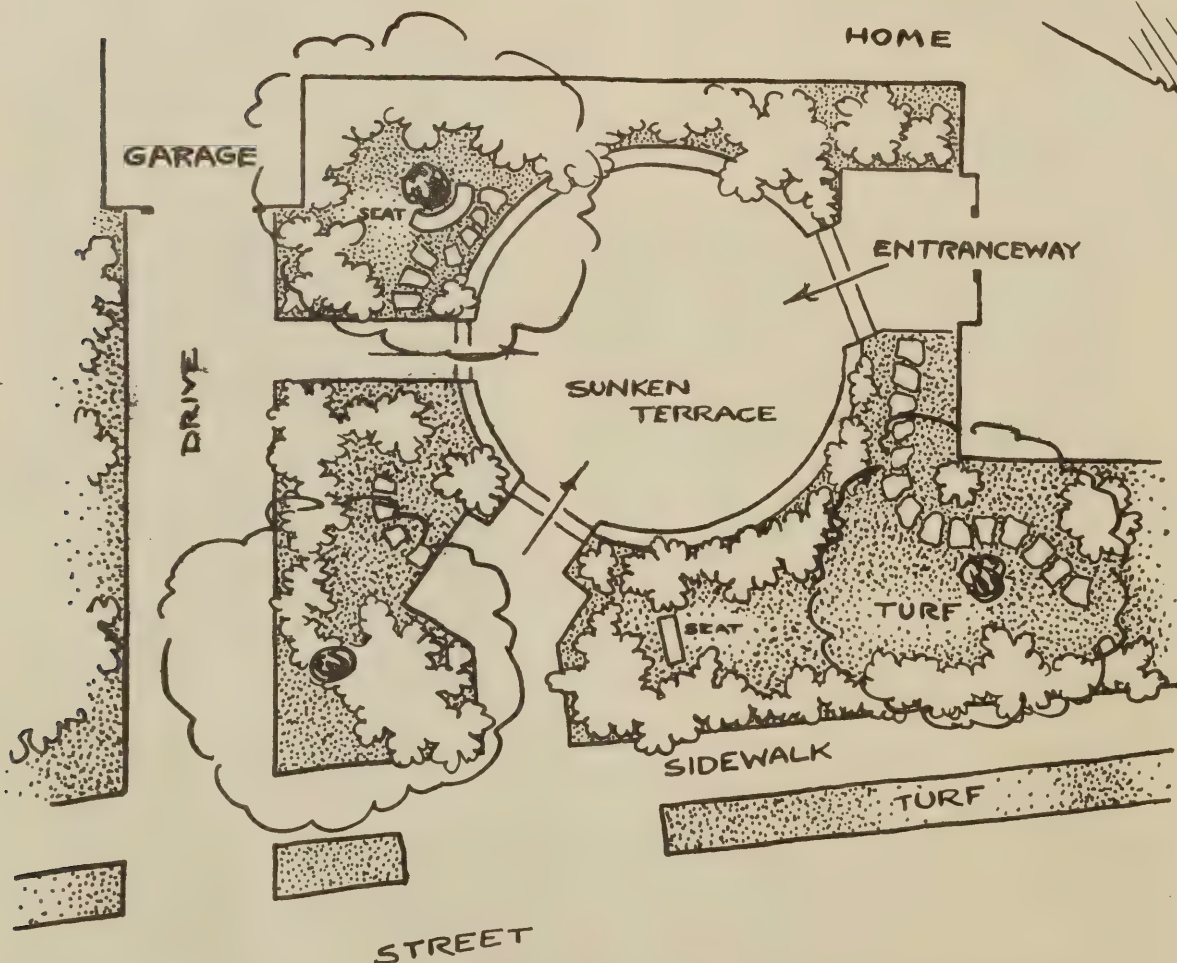 HOME
GARAGE
SEAT
ENTRANCEWAY
DRIVE
SUNKEN
TERRACE
TURF
SEAT
SIDEWALK
TURF
STREET